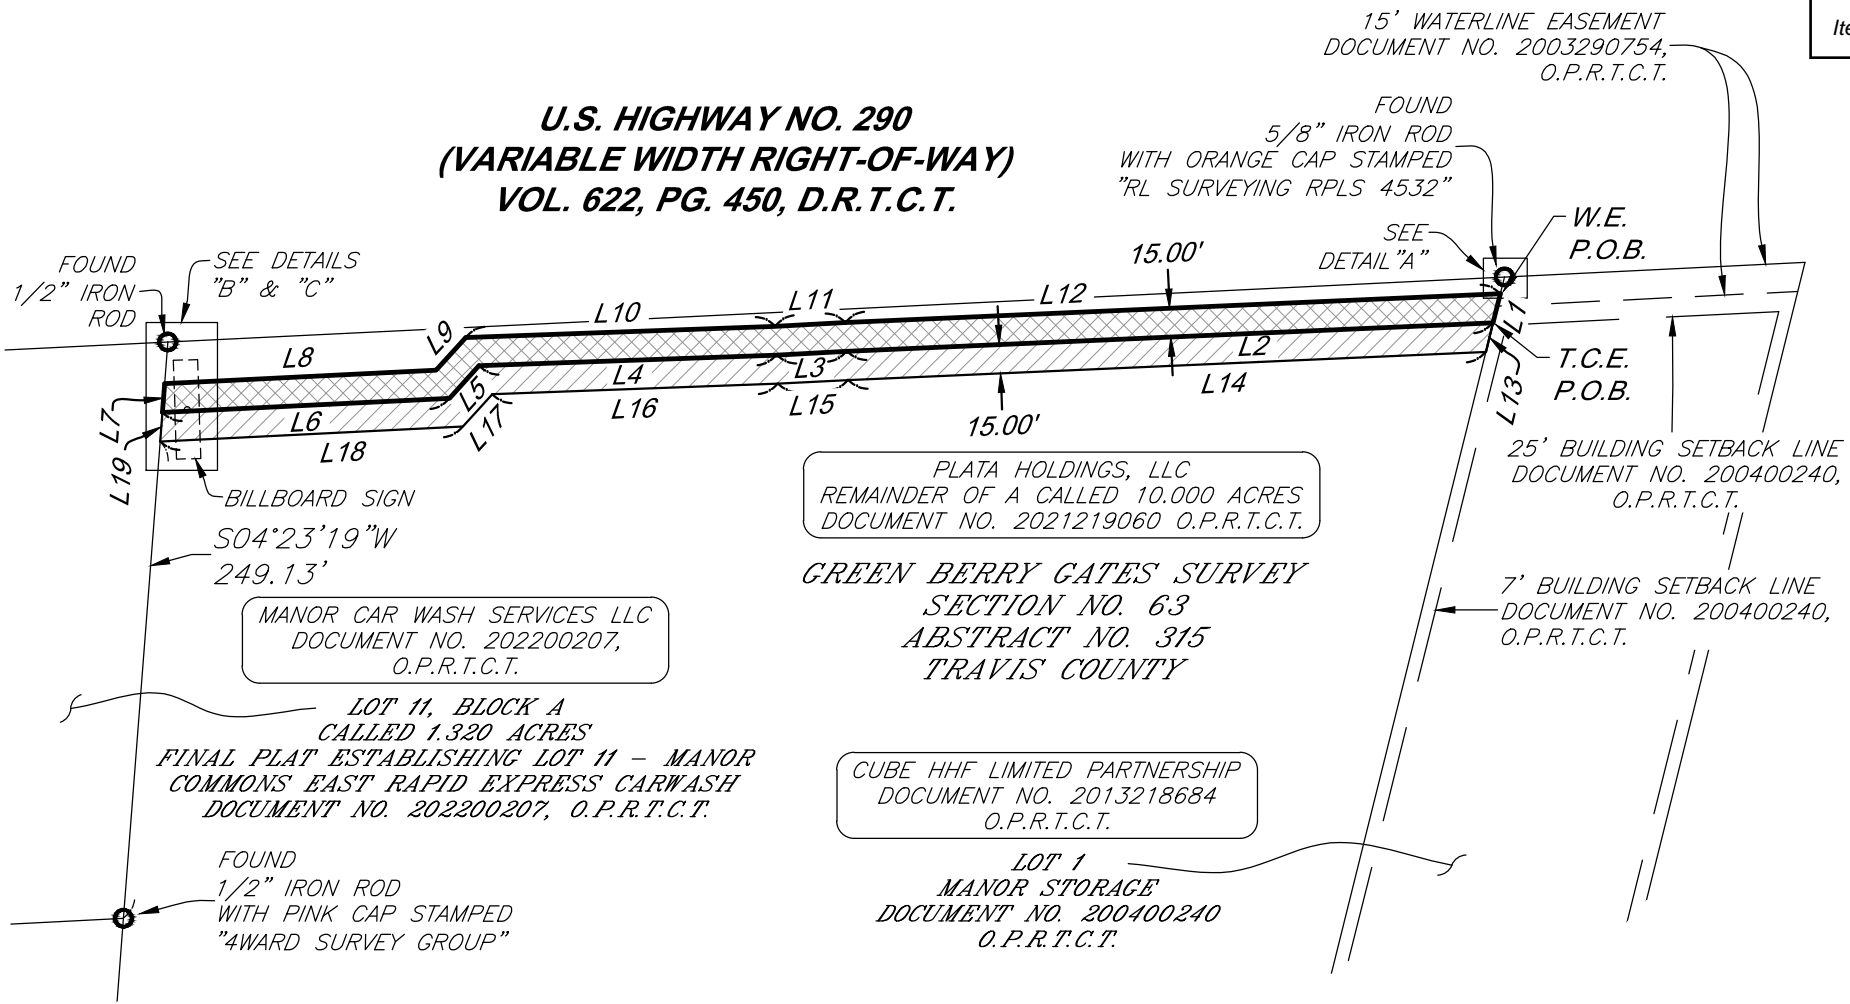 15' WATERLINE EASEMENT
DOCUMENT NO. 2003290754,
O.P.R.T.C.T.
U.S. HIGHWAY NO. 290
(VARIABLE WIDTH RIGHT-OF-WAY)
VOL. 622, PG. 450, D.R.T.C.T.
FOUND
5/8" IRON ROD
WITH ORANGE CAP STAMPED
"RL SURVEYING RPLS 4532"
SEE
DETAIL"A"
W.E.
P.O.B.
FOUND
1/2" IRON
ROD
SEE DETAILS
"B" & "C"
15.00'
L8
L9
L10
L11
L12
L1
L7
L6
L5
L4
L3
L2
T.C.E.
P.O.B.
L19
L18
L17
L16
L15
L14
L13
15.00'
BILLBOARD SIGN
S04°23'19"W
249.13'
PLATA HOLDINGS, LLC
REMAINDER OF A CALLED 10.000 ACRES
DOCUMENT NO. 2021219060 O.P.R.T.C.T.
25' BUILDING SETBACK LINE
DOCUMENT NO. 200400240,
O.P.R.T.C.T.
GREEN BERRY GATES SURVEY
SECTION NO. 63
ABSTRACT NO. 315
TRAVIS COUNTY
7' BUILDING SETBACK LINE
DOCUMENT NO. 200400240,
O.P.R.T.C.T.
MANOR CAR WASH SERVICES LLC
DOCUMENT NO. 202200207,
O.P.R.T.C.T.
LOT 11, BLOCK A
CALLED 1.320 ACRES
FINAL PLAT ESTABLISHING LOT 11 - MANOR
COMMONS EAST RAPID EXPRESS CARWASH
DOCUMENT NO. 202200207, O.P.R.T.C.T.
CUBE HHF LIMITED PARTNERSHIP
DOCUMENT NO. 2013218684
O.P.R.T.C.T.
LOT 1
MANOR STORAGE
DOCUMENT NO. 200400240
O.P.R.T.C.T.
FOUND
1/2" IRON ROD
WITH PINK CAP STAMPED
"4WARD SURVEY GROUP"